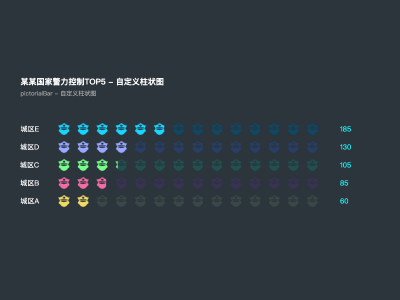 某某国家警力控制TOP5 - 自定义柱状图
pictorialBar - 自定义柱状图
城区E 185
城区D 130
城区C 105
城区B 85
城区A 60